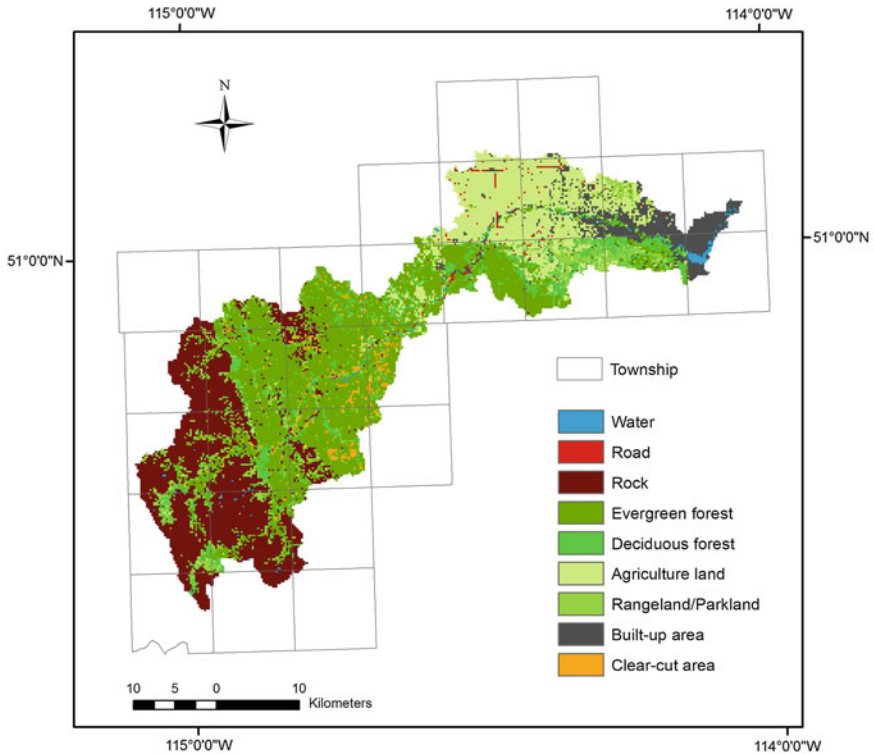 115°0'0"W 114°0'0"W
N
51°0'0"N
51°0'0"N
Township
Water
Road
Rock
Evergreen forest
Deciduous forest
Agriculture land
Rangeland/Parkland
Built-up area
Clear-cut area
10 5 0 10
Kilometers
115°0'0"W 114°0'0"W